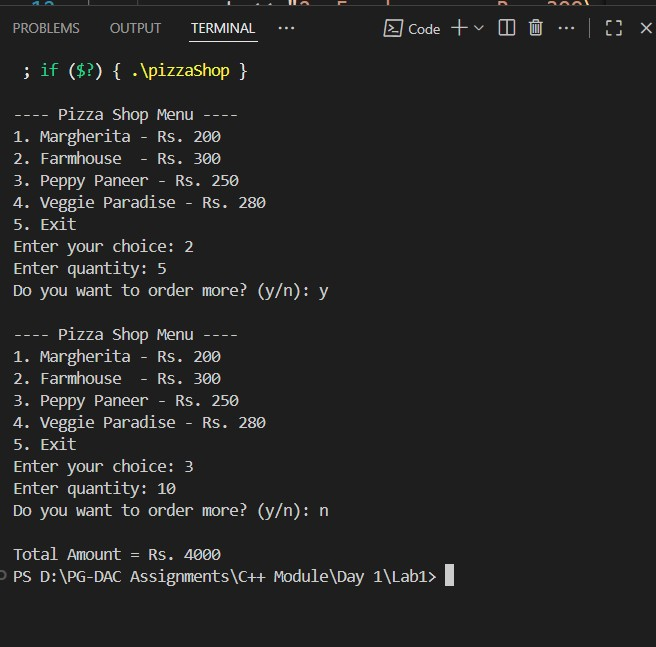 PROBLEMS OUTPUT TERMINAL ... Code
; if ($?) { .\pizzaShop }
---- Pizza Shop Menu ----
1. Margherita - Rs. 200
2. Farmhouse  - Rs. 300
3. Peppy Paneer - Rs. 250
4. Veggie Paradise - Rs. 280
5. Exit
Enter your choice: 2
Enter quantity: 5
Do you want to order more? (y/n): y
---- Pizza Shop Menu ----
1. Margherita - Rs. 200
2. Farmhouse  - Rs. 300
3. Peppy Paneer - Rs. 250
4. Veggie Paradise - Rs. 280
5. Exit
Enter your choice: 3
Enter quantity: 10
Do you want to order more? (y/n): n
Total Amount = Rs. 4000
PS D:\PG-DAC Assignments\C++ Module\Day 1\Lab1>